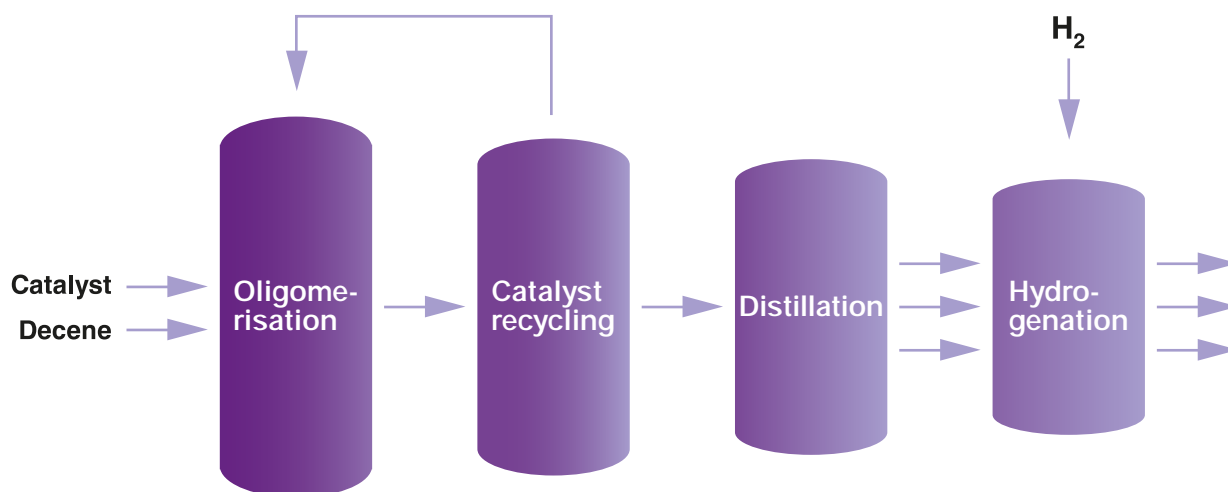 H2
Catalyst
Decene
Oligome-
risation
Catalyst
recycling
Distillation
Hydro-
genation